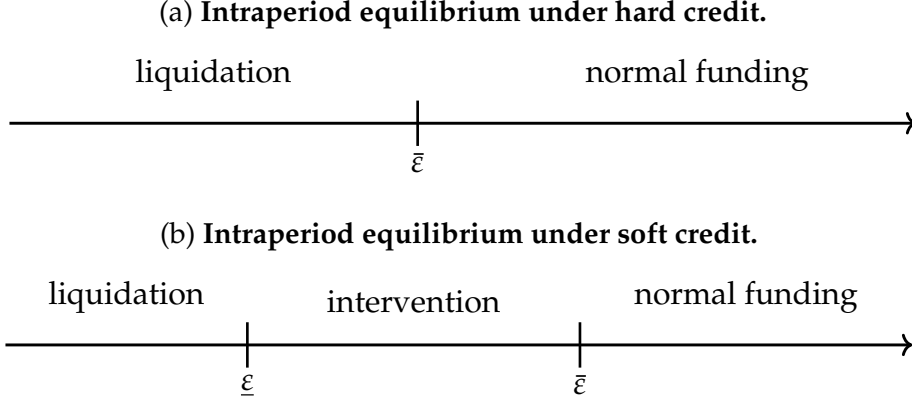 (a) Intraperiod equilibrium under hard credit.
liquidation normal funding
ε̄
(b) Intraperiod equilibrium under soft credit.
liquidation intervention normal funding
ε̲ ε̄